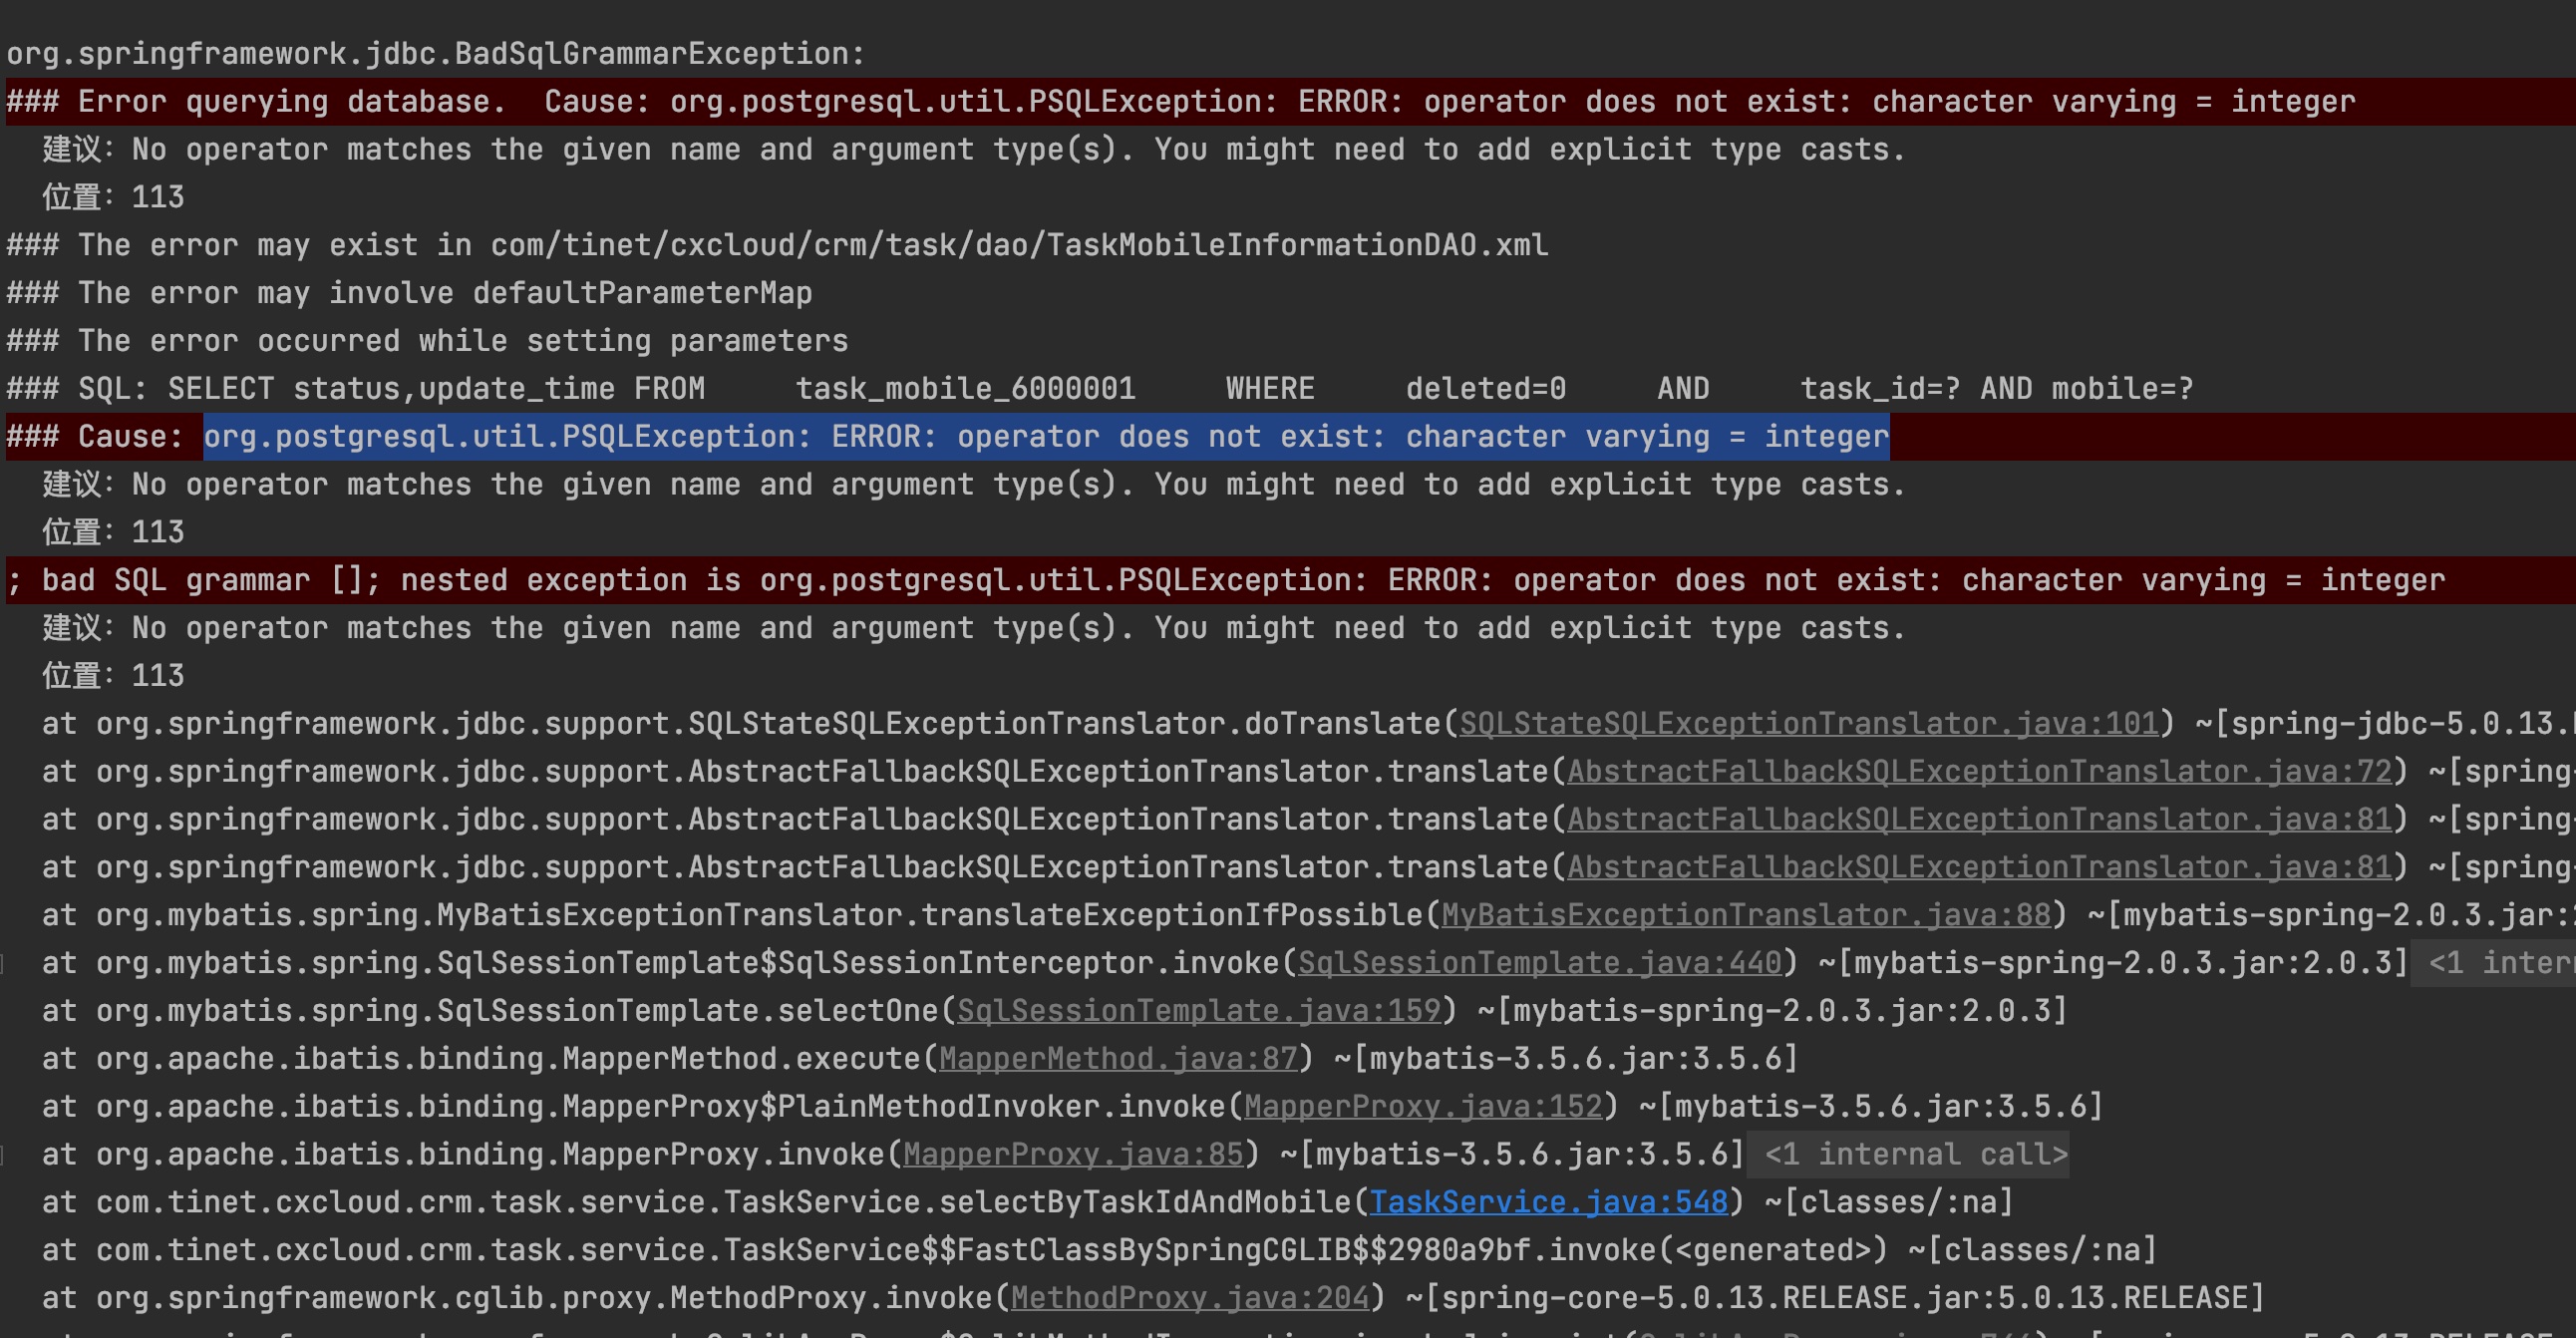 org.springframework.jdbc.BadSqlGrammarException:
### Error querying database.  Cause: org.postgresql.util.PSQLException: ERROR: operator does not exist: character varying = integer
  建议：No operator matches the given name and argument type(s). You might need to add explicit type casts.
  位置：113
### The error may exist in com/tinet/cxcloud/crm/task/dao/TaskMobileInformationDAO.xml
### The error may involve defaultParameterMap
### The error occurred while setting parameters
### SQL: SELECT status,update_time FROM     task_mobile_6000001     WHERE     deleted=0     AND     task_id=? AND mobile=?
### Cause: org.postgresql.util.PSQLException: ERROR: operator does not exist: character varying = integer
  建议：No operator matches the given name and argument type(s). You might need to add explicit type casts.
  位置：113
; bad SQL grammar []; nested exception is org.postgresql.util.PSQLException: ERROR: operator does not exist: character varying = integer
  建议：No operator matches the given name and argument type(s). You might need to add explicit type casts.
  位置：113
  at org.springframework.jdbc.support.SQLStateSQLExceptionTranslator.doTranslate(SQLStateSQLExceptionTranslator.java:101) ~[spring-jdbc-5.0.13.
  at org.springframework.jdbc.support.AbstractFallbackSQLExceptionTranslator.translate(AbstractFallbackSQLExceptionTranslator.java:72) ~[spring-
  at org.springframework.jdbc.support.AbstractFallbackSQLExceptionTranslator.translate(AbstractFallbackSQLExceptionTranslator.java:81) ~[spring-
  at org.springframework.jdbc.support.AbstractFallbackSQLExceptionTranslator.translate(AbstractFallbackSQLExceptionTranslator.java:81) ~[spring-
  at org.mybatis.spring.MyBatisExceptionTranslator.translateExceptionIfPossible(MyBatisExceptionTranslator.java:88) ~[mybatis-spring-2.0.3.jar:
  at org.mybatis.spring.SqlSessionTemplate$SqlSessionInterceptor.invoke(SqlSessionTemplate.java:440) ~[mybatis-spring-2.0.3.jar:2.0.3] <1 inter
  at org.mybatis.spring.SqlSessionTemplate.selectOne(SqlSessionTemplate.java:159) ~[mybatis-spring-2.0.3.jar:2.0.3]
  at org.apache.ibatis.binding.MapperMethod.execute(MapperMethod.java:87) ~[mybatis-3.5.6.jar:3.5.6]
  at org.apache.ibatis.binding.MapperProxy$PlainMethodInvoker.invoke(MapperProxy.java:152) ~[mybatis-3.5.6.jar:3.5.6]
  at org.apache.ibatis.binding.MapperProxy.invoke(MapperProxy.java:85) ~[mybatis-3.5.6.jar:3.5.6] <1 internal call>
  at com.tinet.cxcloud.crm.task.service.TaskService.selectByTaskIdAndMobile(TaskService.java:548) ~[classes/:na]
  at com.tinet.cxcloud.crm.task.service.TaskService$$FastClassBySpringCGLIB$$2980a9bf.invoke(<generated>) ~[classes/:na]
  at org.springframework.cglib.proxy.MethodProxy.invoke(MethodProxy.java:204) ~[spring-core-5.0.13.RELEASE.jar:5.0.13.RELEASE]